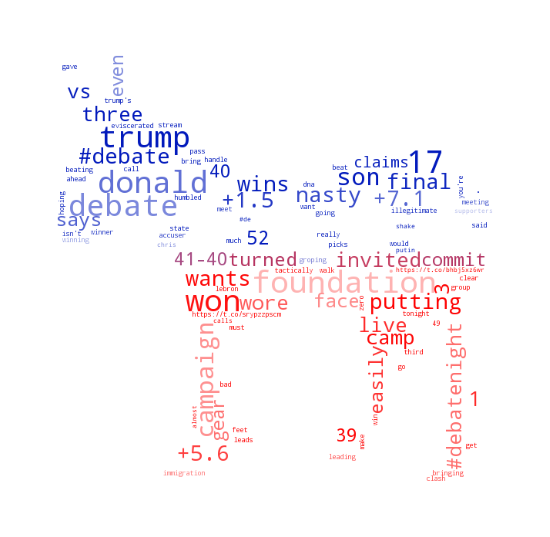 gave
even
vs
trump's
three
eviscerated stream
trump
#debate
pass
bring handle
beating
ahead
call
40
donald
humbled
hoping
debate
says
state
isn't winner
winning
accuser
chris
wins
+1.5
meet
#de
much
52
dna
want
going
nasty
beat
son
claims
17
final
+7.1
you're
.
meeting
illegitimate
supporters
shake
said
really
picks
would
putin
41-40
turned
groping
invited
commit
tactically walk
https://t.co/bhbj5xz6wr
wants
foundation
clear
group
3
lebron
won
wore
face
zero
putting
https://t.co/srypzzpscm
tonight
calls
must
live
49
camp
third
go
campaign
bad
almost
gear
feet
leads
+5.6
immigration
easily
win
39
make
leading
#debatenight
1
get
bringing
clash